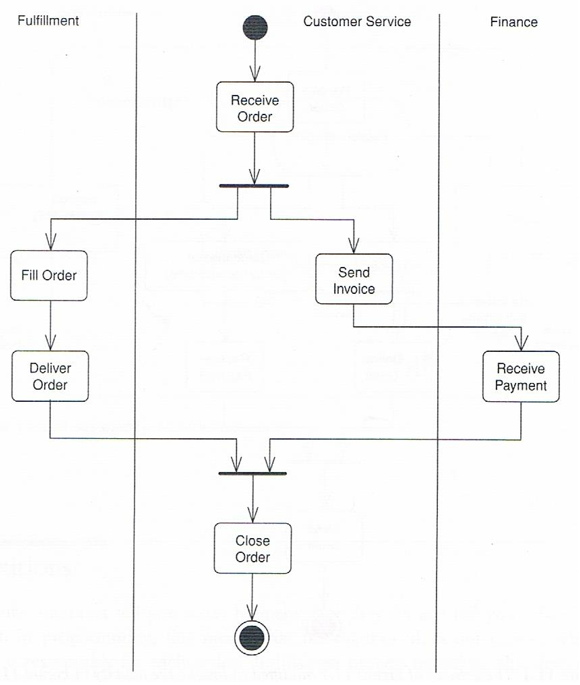 Fulfillment
Customer Service
Finance
Receive
Order
Fill Order
Send
Invoice
Deliver
Order
Receive
Payment
Close
Order